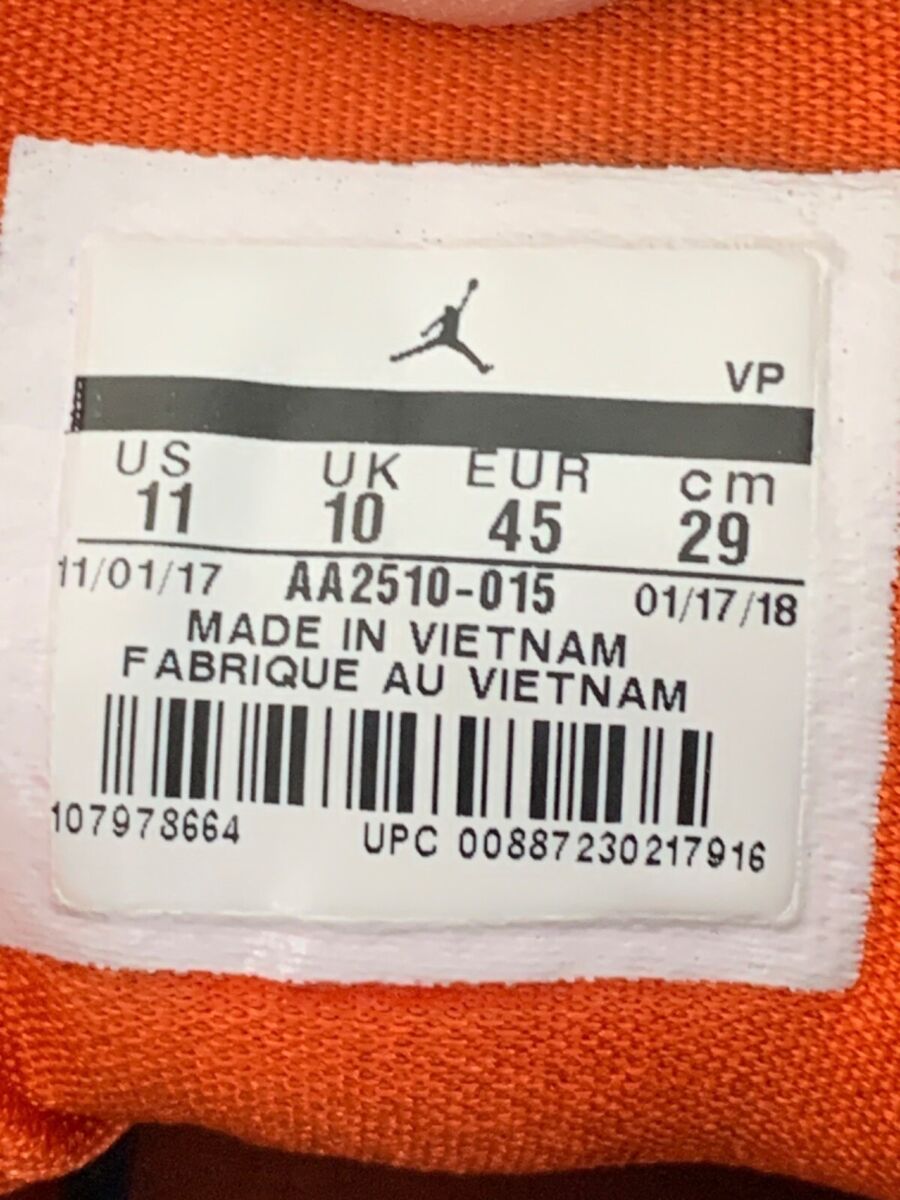 VP
US UK EUR cm
11 10 45 29
11/01/17 AA2510-015 01/17/18
MADE IN VIETNAM
FABRIQUE AU VIETNAM
107978664 UPC 00887230217916